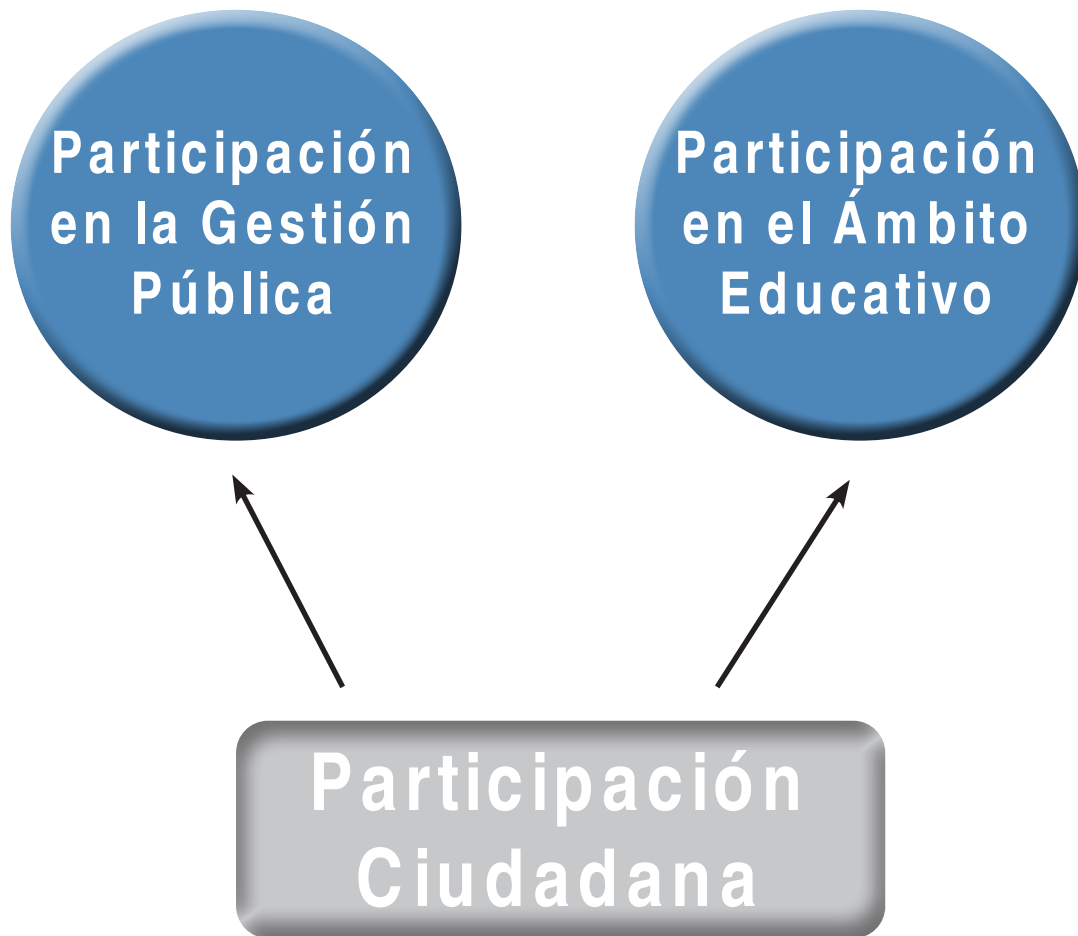 Participación
en la Gestión
Pública
Participación
en el Ámbito
Educativo
Participación
Ciudadana